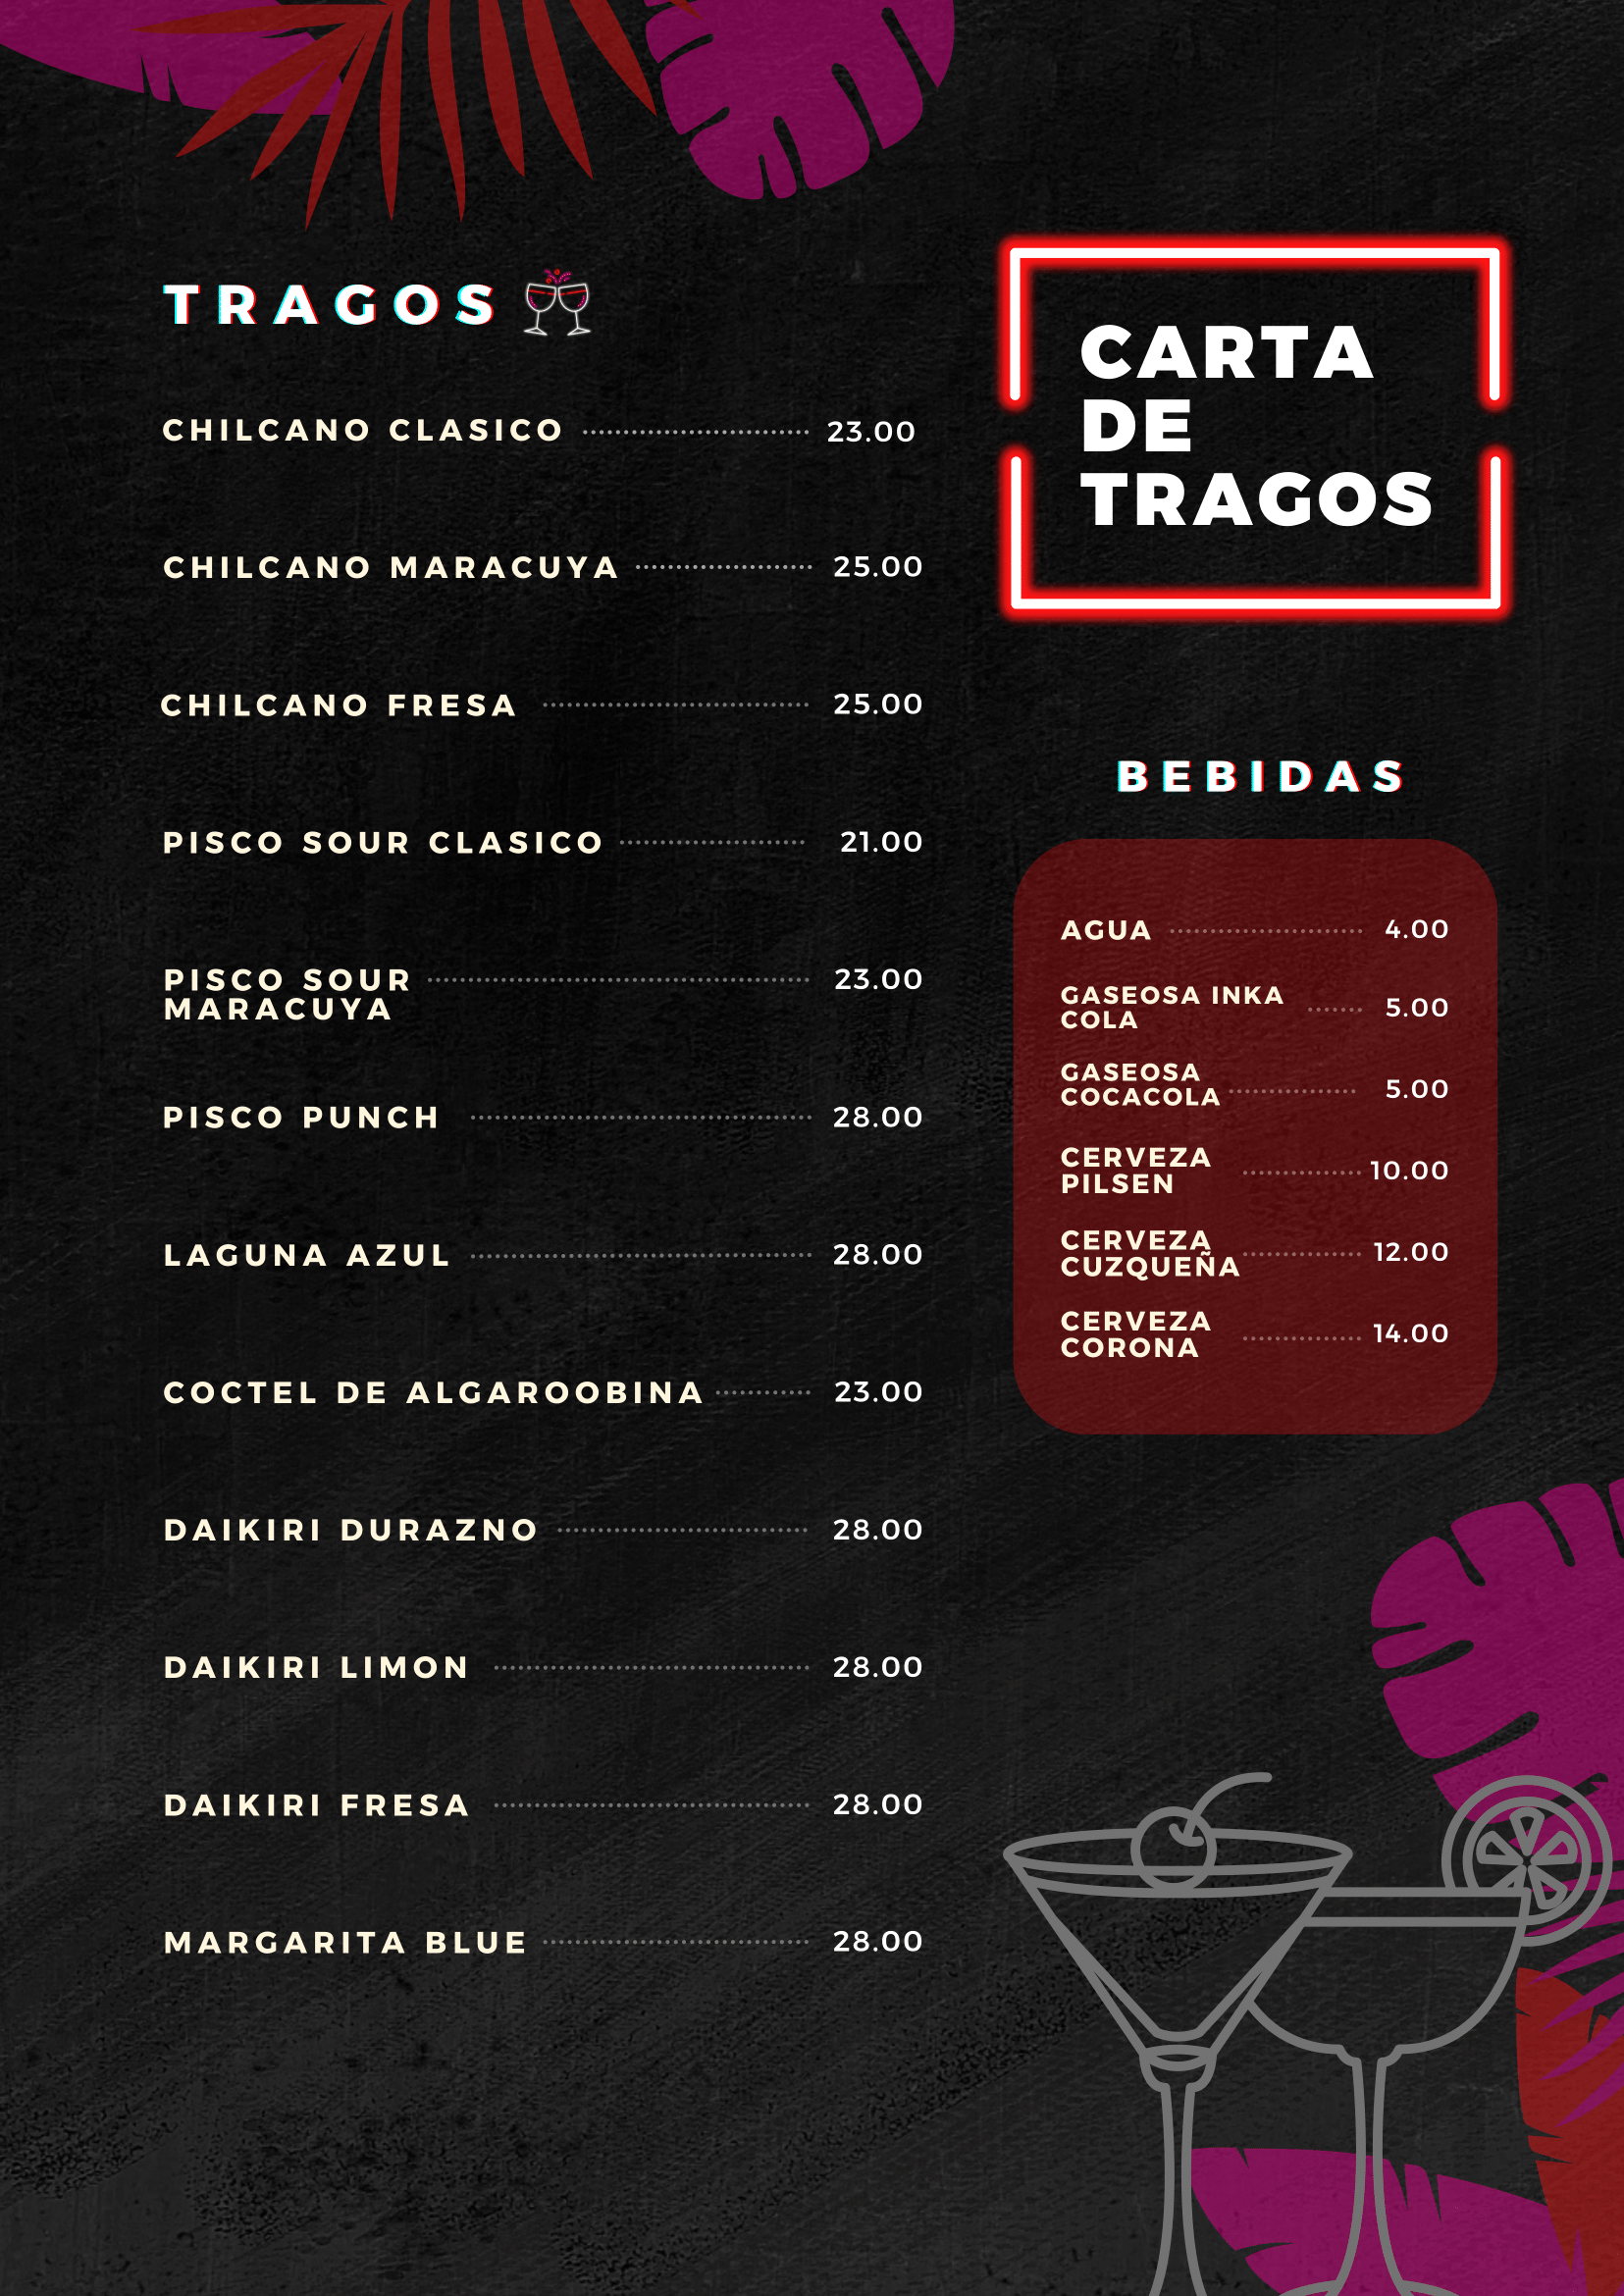 TRAGOS
CHILCANO CLASICO 23.00
CHILCANO MARACUYA 25.00
CHILCANO FRESA 25.00
PISCO SOUR CLASICO 21.00
PISCO SOUR 23.00
MARACUYA
PISCO PUNCH 28.00
LAGUNA AZUL 28.00
COCTEL DE ALGAROOBINA 23.00
DAIKIRI DURAZNO 28.00
DAIKIRI LIMON 28.00
DAIKIRI FRESA 28.00
MARGARITA BLUE 28.00
CARTA
DE
TRAGOS
BEBIDAS
AGUA 4.00
GASEOSA INKA
COLA 5.00
GASEOSA
COCACOLA 5.00
CERVEZA
PILSEN 10.00
CERVEZA
CUZQUEÑA 12.00
CERVEZA
CORONA 14.00